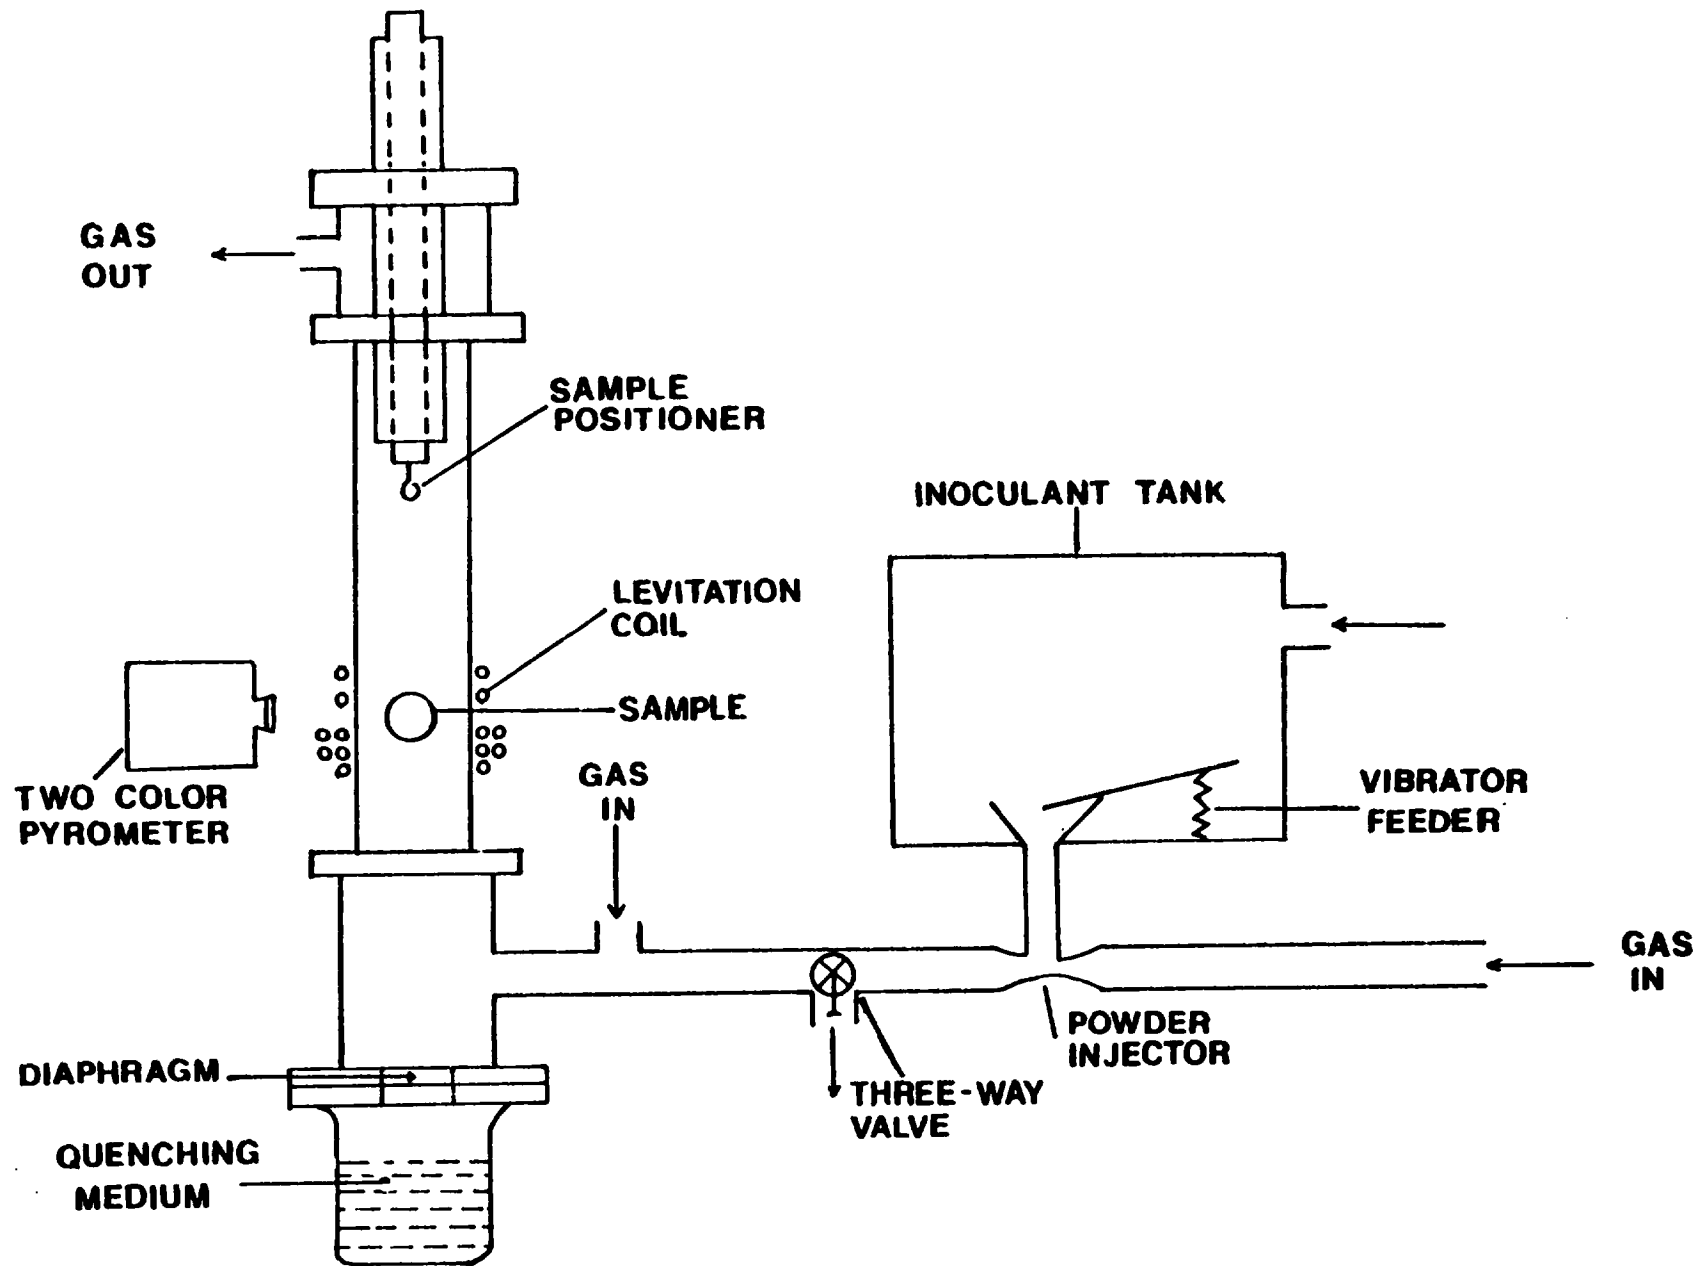 GAS
OUT
SAMPLE
POSITIONER
INOCULANT TANK
LEVITATION
COIL
SAMPLE
TWO COLOR
PYROMETER
GAS
IN
VIBRATOR
FEEDER
GAS
IN
POWDER
INJECTOR
THREE-WAY
VALVE
DIAPHRAGM
QUENCHING
MEDIUM